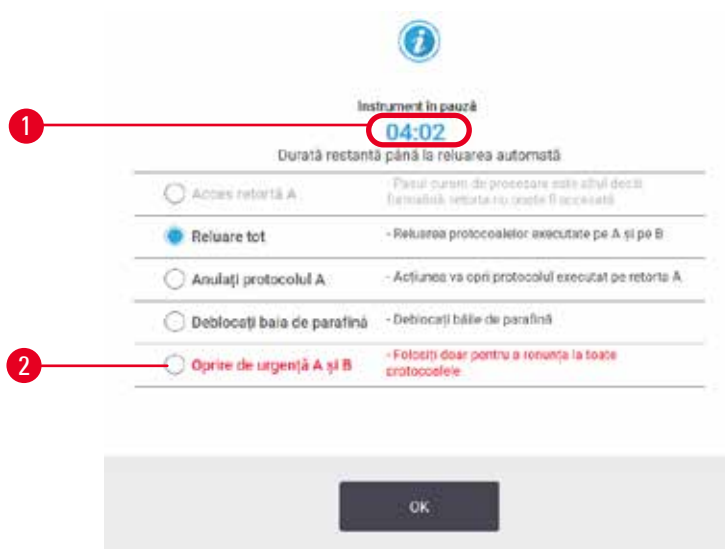 i
Instrument în pauză
1
04:02
Durată restantă până la reluarea automată
Acces retortă A
- Pasul curent de procesare este altul decât
formalină, retorta nu poate fi accesată
Reluare tot
- Reluarea protocoalelor executate pe A și pe B
Anulați protocolul A
- Acțiunea va opri protocolul executat pe retorta A
Deblocați baia de parafină
- Deblocați băile de parafină
2
Oprire de urgență A și B
- Folosiți doar pentru a renunța la toate
protocoalele
OK